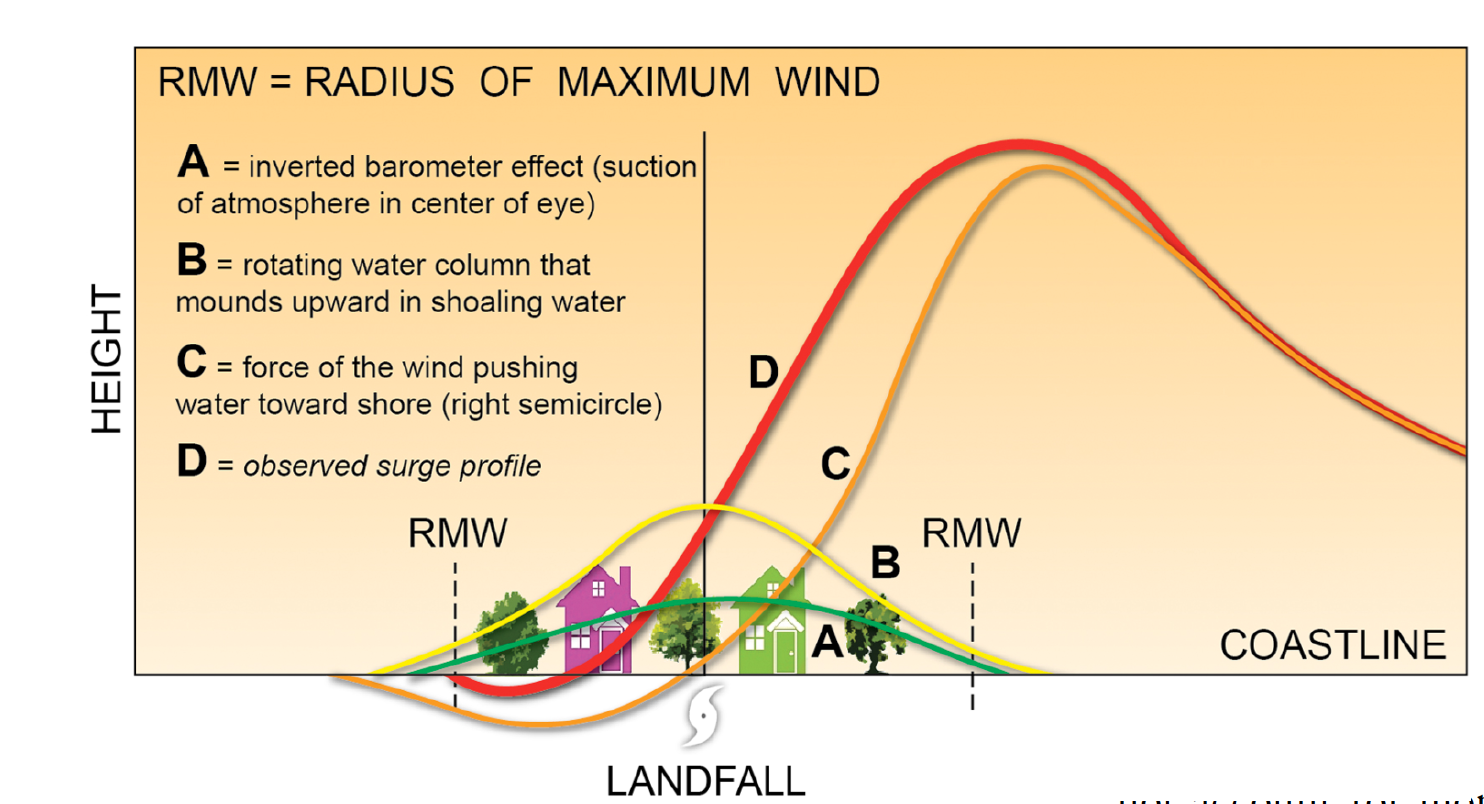 RMW = RADIUS OF MAXIMUM WIND
A = inverted barometer effect (suction
of atmosphere in center of eye)
B = rotating water column that
mounds upward in shoaling water
C = force of the wind pushing
water toward shore (right semicircle)
D = observed surge profile
HEIGHT
D
C
RMW
RMW
B
A
COASTLINE
LANDFALL